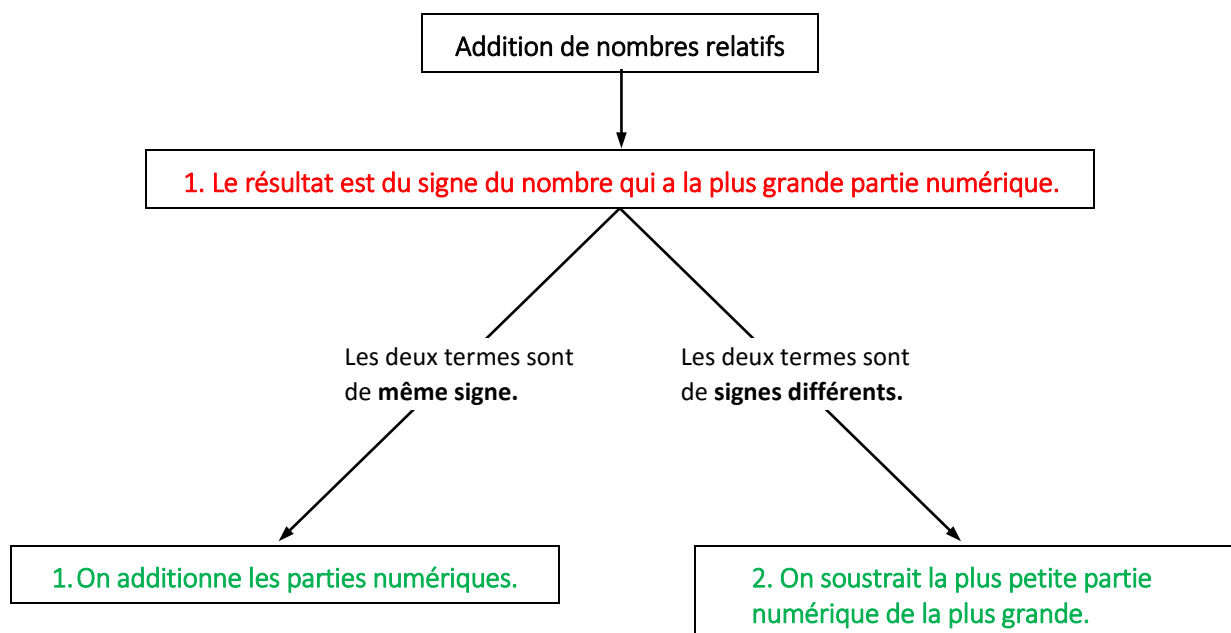 Addition de nombres relatifs
1. Le résultat est du signe du nombre qui a la plus grande partie numérique.
Les deux termes sont
de même signe.
Les deux termes sont
de signes différents.
1. On additionne les parties numériques.
2. On soustrait la plus petite partie
numérique de la plus grande.